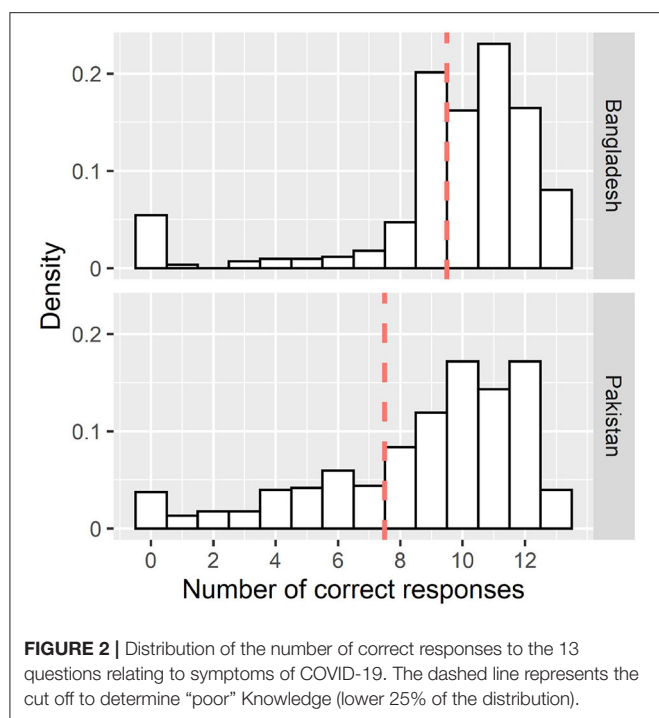 0.2
0.1
0
Bangladesh
Density
0.2
0.1
0
Pakistan
0 2 4 6 8 10 12
Number of correct responses
FIGURE 2 | Distribution of the number of correct responses to the 13
questions relating to symptoms of COVID-19. The dashed line represents the
cut off to determine “poor” Knowledge (lower 25% of the distribution).